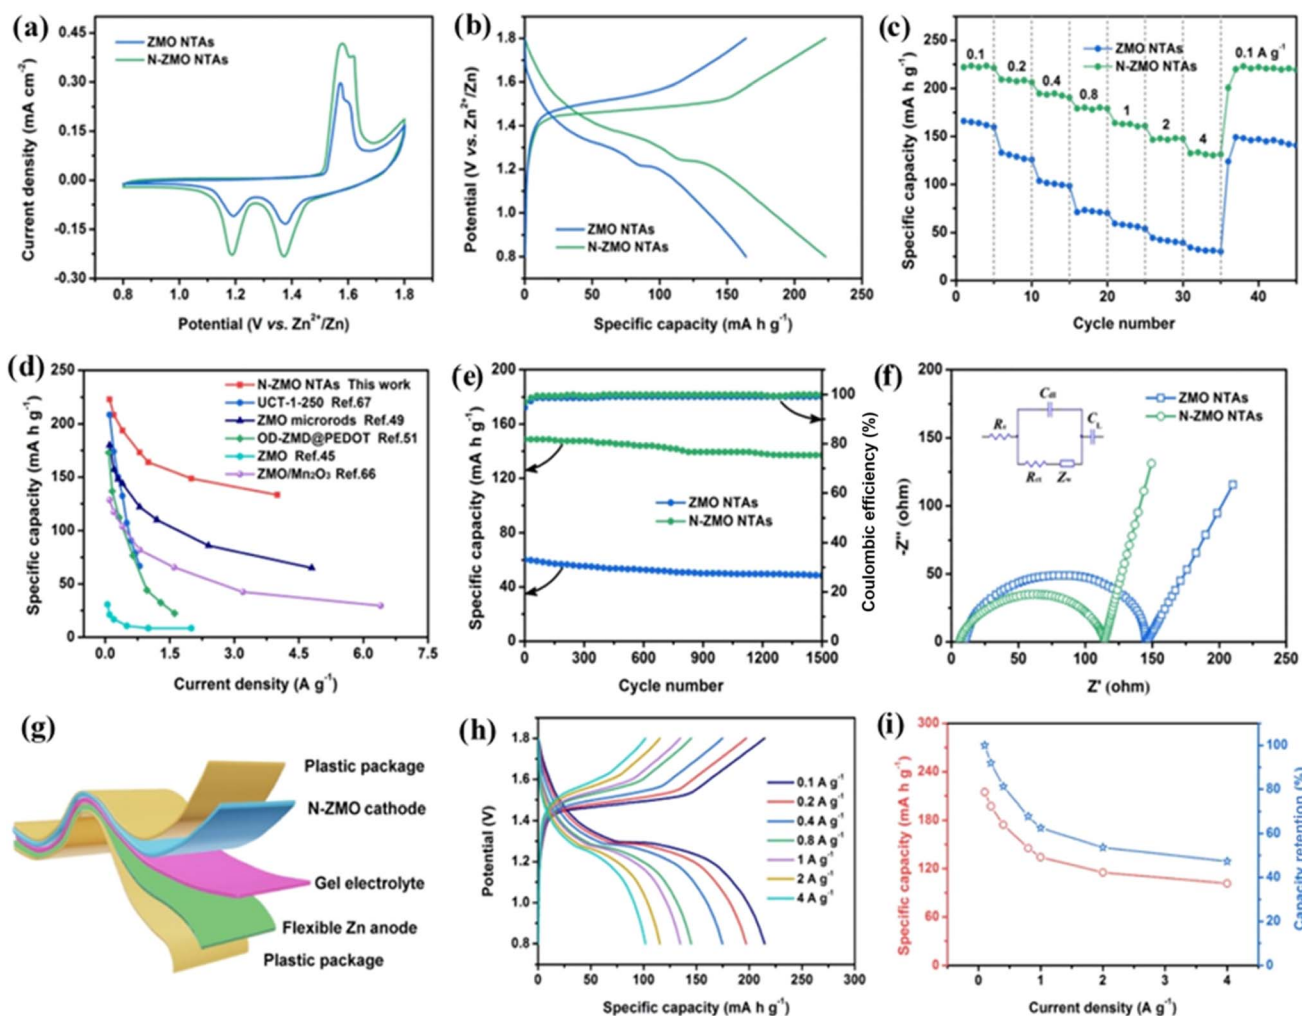 (a)
ZMO NTAs
N-ZMO NTAs
Current density (mA cm⁻²)
0.45
0.30
0.15
0.00
-0.15
-0.30
0.8 1.0 1.2 1.4 1.6 1.8
Potential (V vs. Zn²⁺/Zn)
(b)
Potential (V vs. Zn²⁺/Zn)
1.8
1.6
1.4
1.2
1.0
0.8
ZMO NTAs
N-ZMO NTAs
0 50 100 150 200 250
Specific capacity (mA h g⁻¹)
(c)
Specific capacity (mA h g⁻¹)
250
200
150
100
50
0
ZMO NTAs
N-ZMO NTAs
0.1 0.2 0.4 0.8 1 2 4 0.1 A g⁻¹
0 10 20 30 40
Cycle number
(d)
Specific capacity (mA h g⁻¹)
250
200
150
100
50
0
N-ZMO NTAs This work
UCT-1-250 Ref.67
ZMO microrods Ref.49
OD-ZMD@PEDOT Ref.51
ZMO Ref.45
ZMO/Mn₂O₃ Ref.66
0.0 1.5 3.0 4.5 6.0 7.5
Current density (A g⁻¹)
(e)
Specific capacity (mA h g⁻¹)
200
160
120
80
40
0
ZMO NTAs
N-ZMO NTAs
Coulombic efficiency (%)
100
80
60
40
20
0
0 300 600 900 1200 1500
Cycle number
(f)
-Z'' (ohm)
200
150
100
50
0
Cdl
Rs
CL
Rct Zw
ZMO NTAs
N-ZMO NTAs
0 50 100 150 200 250
Z' (ohm)
(g)
Plastic package
N-ZMO cathode
Gel electrolyte
Flexible Zn anode
Plastic package
(h)
Potential (V)
1.8
1.6
1.4
1.2
1.0
0.8
0.1 A g⁻¹
0.2 A g⁻¹
0.4 A g⁻¹
0.8 A g⁻¹
1 A g⁻¹
2 A g⁻¹
4 A g⁻¹
0 50 100 150 200 250 300
Specific capacity (mA h g⁻¹)
(i)
Specific capacity (mA h g⁻¹)
300
240
180
120
60
0
Capacity retention (%)
100
80
60
40
20
0
0 1 2 3 4
Current density (A g⁻¹)